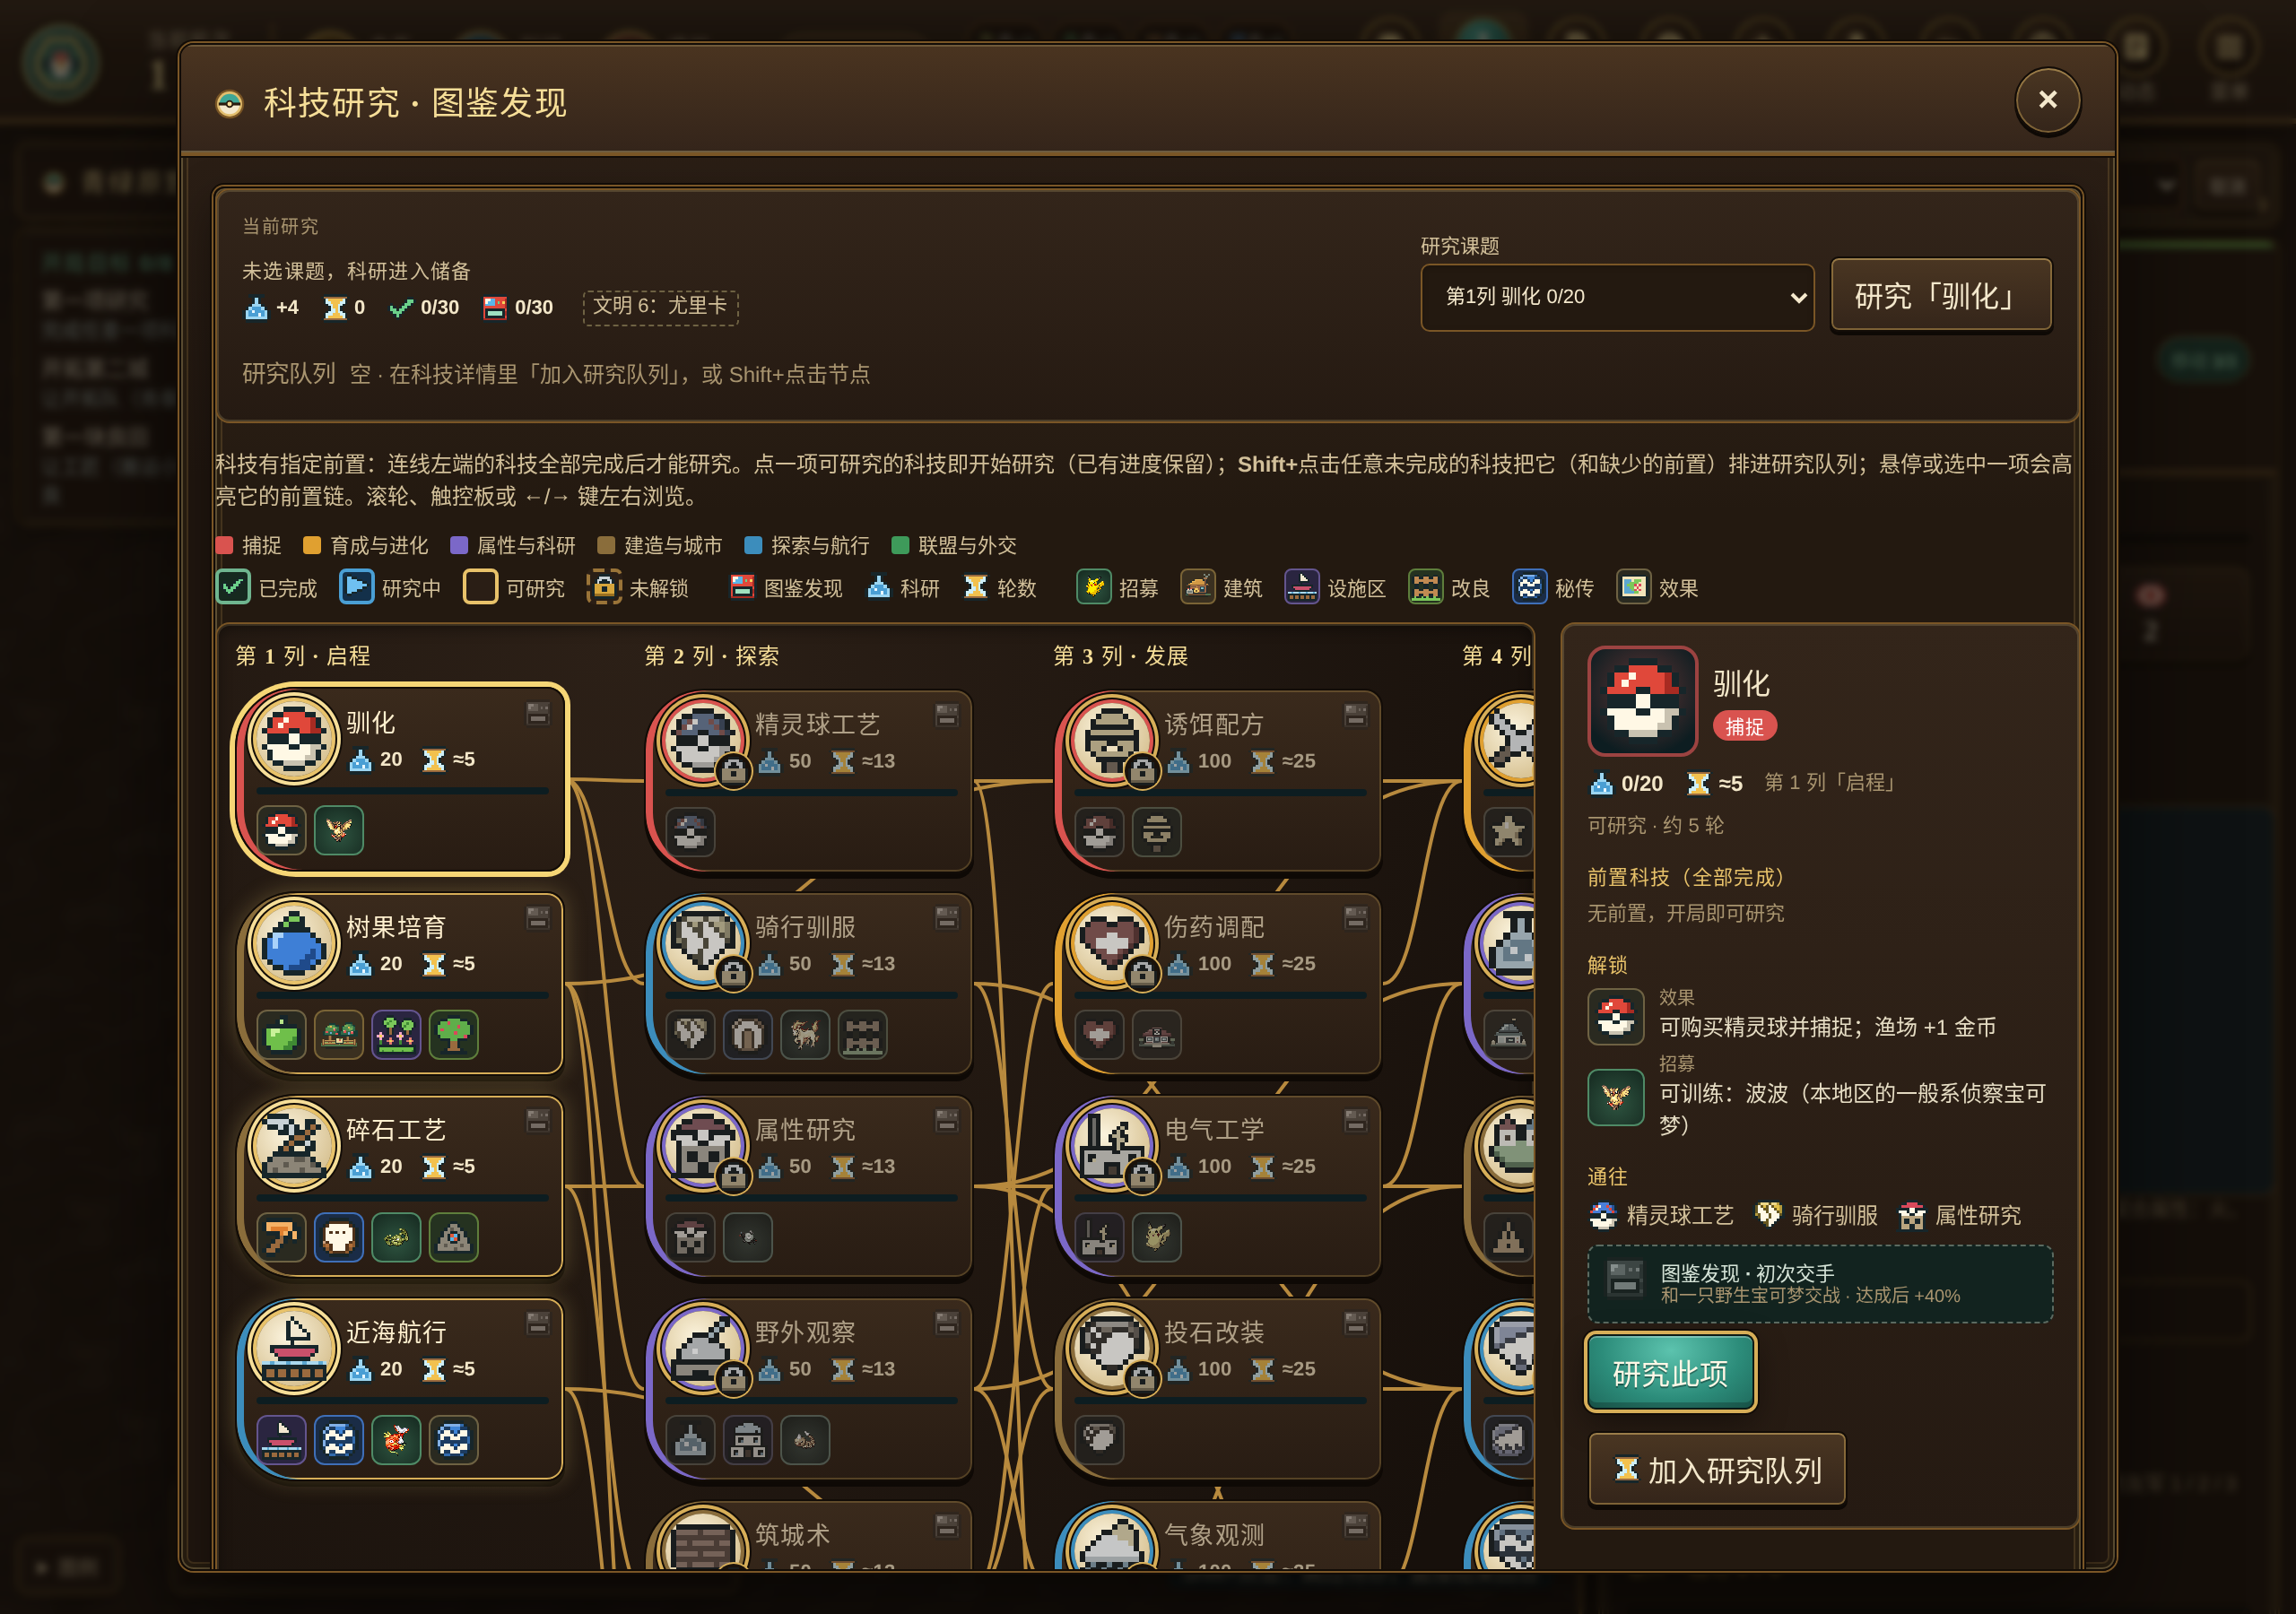 科技研究 · 图鉴发现
当前研究
未选课题，科研进入储备
+4 0 0/30 0/30 文明 6：尤里卡
研究课题
第1列 驯化 0/20
研究「驯化」
研究队列 空 · 在科技详情里「加入研究队列」，或 Shift+点击节点
科技有指定前置：连线左端的科技全部完成后才能研究。点一项可研究的科技即开始研究（已有进度保留）；Shift+点击任意未完成的科技把它（和缺少的前置）排进研究队列；悬停或选中一项会高
亮它的前置链。滚轮、触控板或 ←/→ 键左右浏览。
捕捉 育成与进化 属性与科研 建造与城市 探索与航行 联盟与外交
已完成 研究中 可研究 未解锁 图鉴发现 科研 轮数 招募 建筑 设施区 改良 秘传 效果
第 1 列 · 启程
驯化
20 ≈5
树果培育
20 ≈5
碎石工艺
20 ≈5
近海航行
20 ≈5
第 2 列 · 探索
精灵球工艺
50 ≈13
骑行驯服
50 ≈13
属性研究
50 ≈13
野外观察
50 ≈13
筑城术
50 ≈13
第 3 列 · 发展
诱饵配方
100 ≈25
伤药调配
100 ≈25
电气工学
100 ≈25
投石改装
100 ≈25
气象观测
100 ≈25
第 4 列
驯化
捕捉
0/20 ≈5 第 1 列「启程」
可研究 · 约 5 轮
前置科技（全部完成）
无前置，开局即可研究
解锁
效果
可购买精灵球并捕捉；渔场 +1 金币
招募
可训练：波波（本地区的一般系侦察宝可
梦）
通往
精灵球工艺 骑行驯服 属性研究
图鉴发现 · 初次交手
和一只野生宝可梦交战 · 达成后 +40%
研究此项
加入研究队列